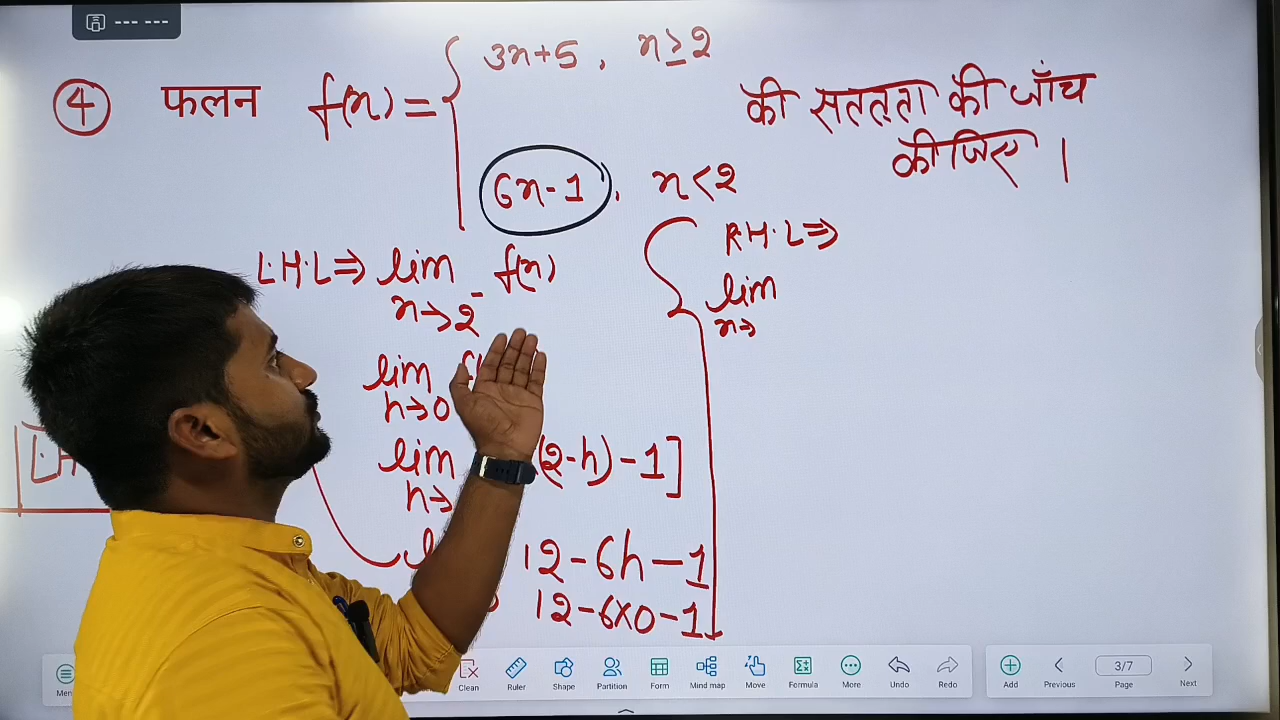 --- ---
3x+5, x≥2
④ फलन f(x) = {
की सततता की जाँच
6x-1, x<2
कीजिए।
L.H.L⇒ lim f(x)
x→2⁻
R.H.L⇒
lim
x→
lim
h→0
lim (2-h)-1]
h→
12-6h-1
12-6×0-1
Clean Ruler Shape Partition Form Mind map Move Formula More Undo Redo
Add Previous 3/7 Page Next